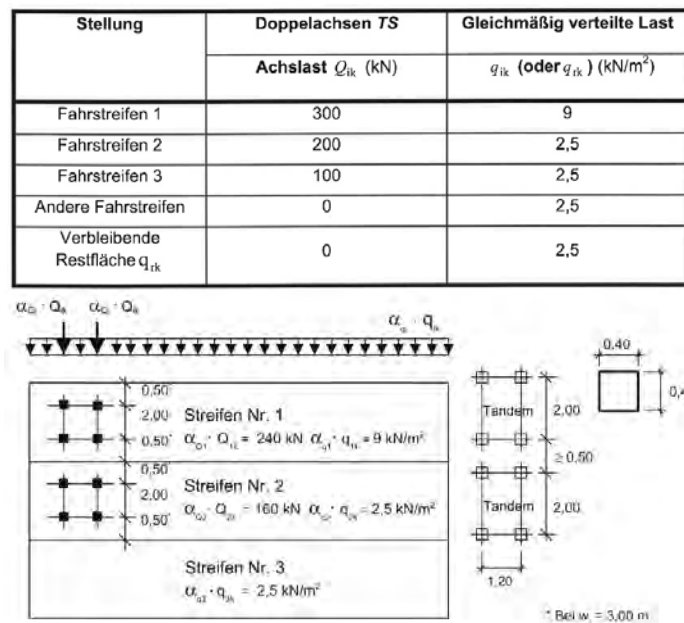 Stellung Doppelachsen TS Gleichmäßig verteilte Last
Achslast Qik (kN) qik (oder qrk) (kN/m²)
Fahrstreifen 1 300 9
Fahrstreifen 2 200 2,5
Fahrstreifen 3 100 2,5
Andere Fahrstreifen 0 2,5
Verbleibende
Restfläche qrk 0 2,5
αQi · Qik αQi · Qik
0,50*
2,00
0,50*
Streifen Nr. 1
αQ1 · Q1k = 240 kN αq1 · q1k = 9 kN/m²
0,50*
2,00
0,50*
Streifen Nr. 2
αQ2 · Q2k = 160 kN αq2 · q2k = 2,5 kN/m²
Streifen Nr. 3
αq3 · q3k = 2,5 kN/m²
Tandem
2,00
≥0,50
Tandem
2,00
1,20
0,40
* Bei wl = 3,00 m